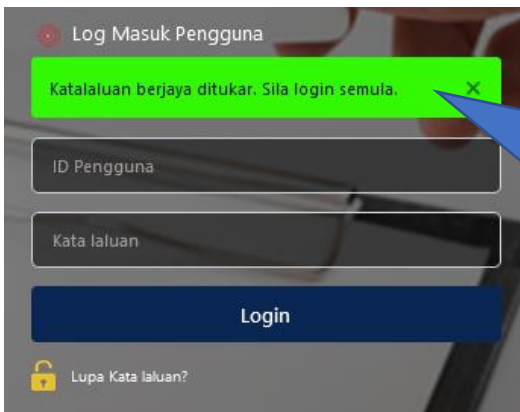 Log Masuk Pengguna
Katalaluan berjaya ditukar. Sila login semula.
ID Pengguna
Kata laluan
Login
Lupa Kata laluan?